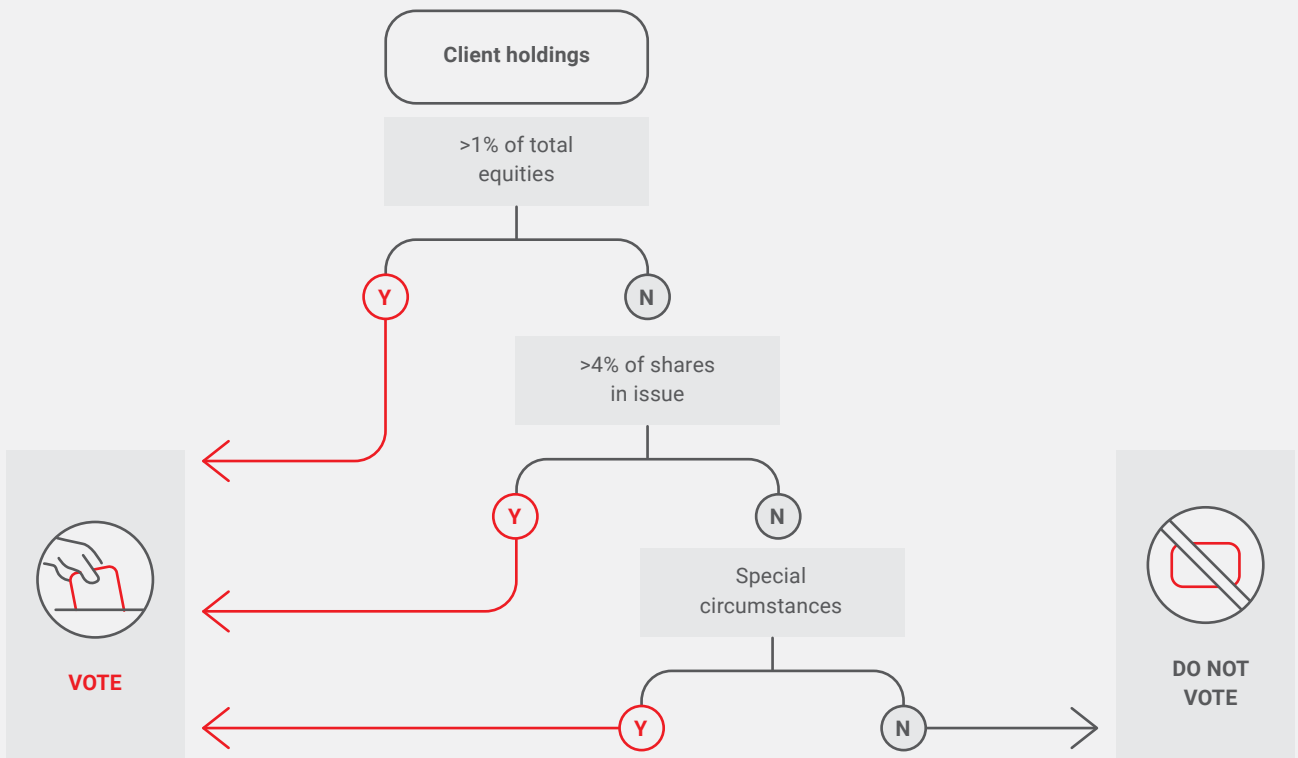 Client holdings
>1% of total
equities
Y
N
>4% of shares
in issue
Y
N
Special
circumstances
VOTE
DO NOT
VOTE
Y
N